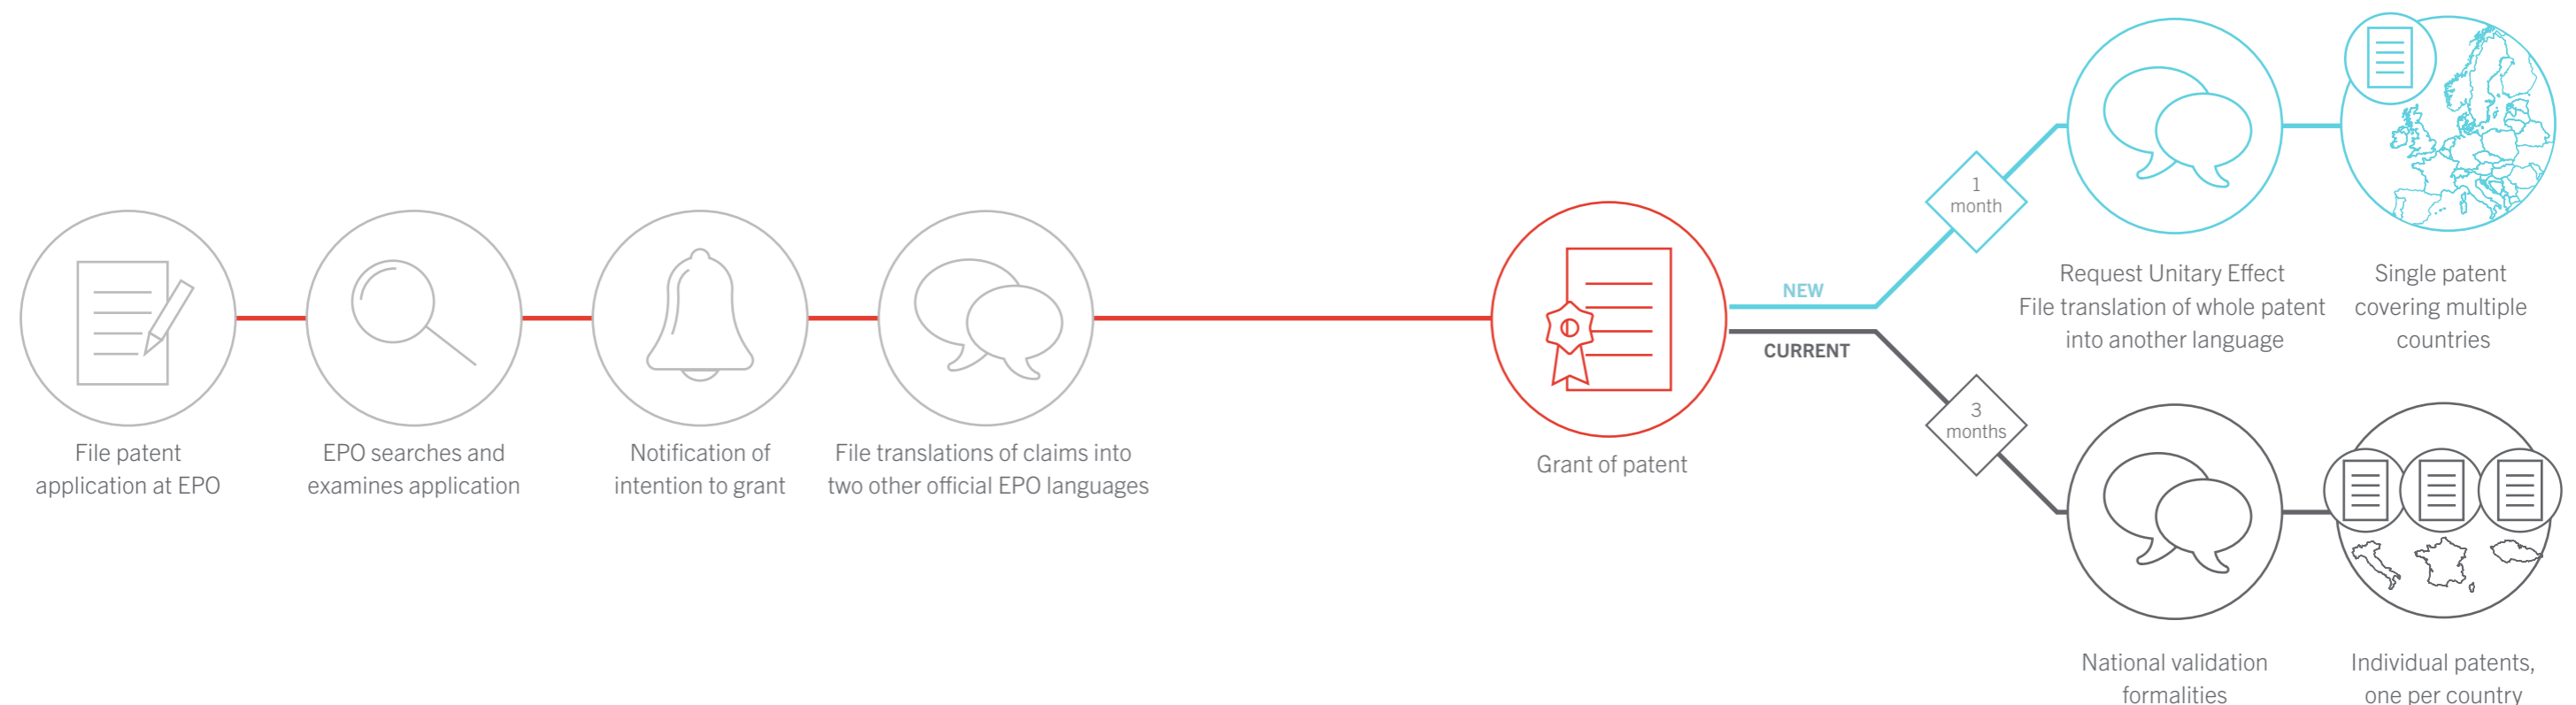 File patent
application at EPO
EPO searches and
examines application
Notification of
intention to grant
File translations of claims into
two other official EPO languages
Grant of patent
NEW
CURRENT
1
month
3
months
Request Unitary Effect
File translation of whole patent
into another language
Single patent
covering multiple
countries
National validation
formalities
Individual patents,
one per country